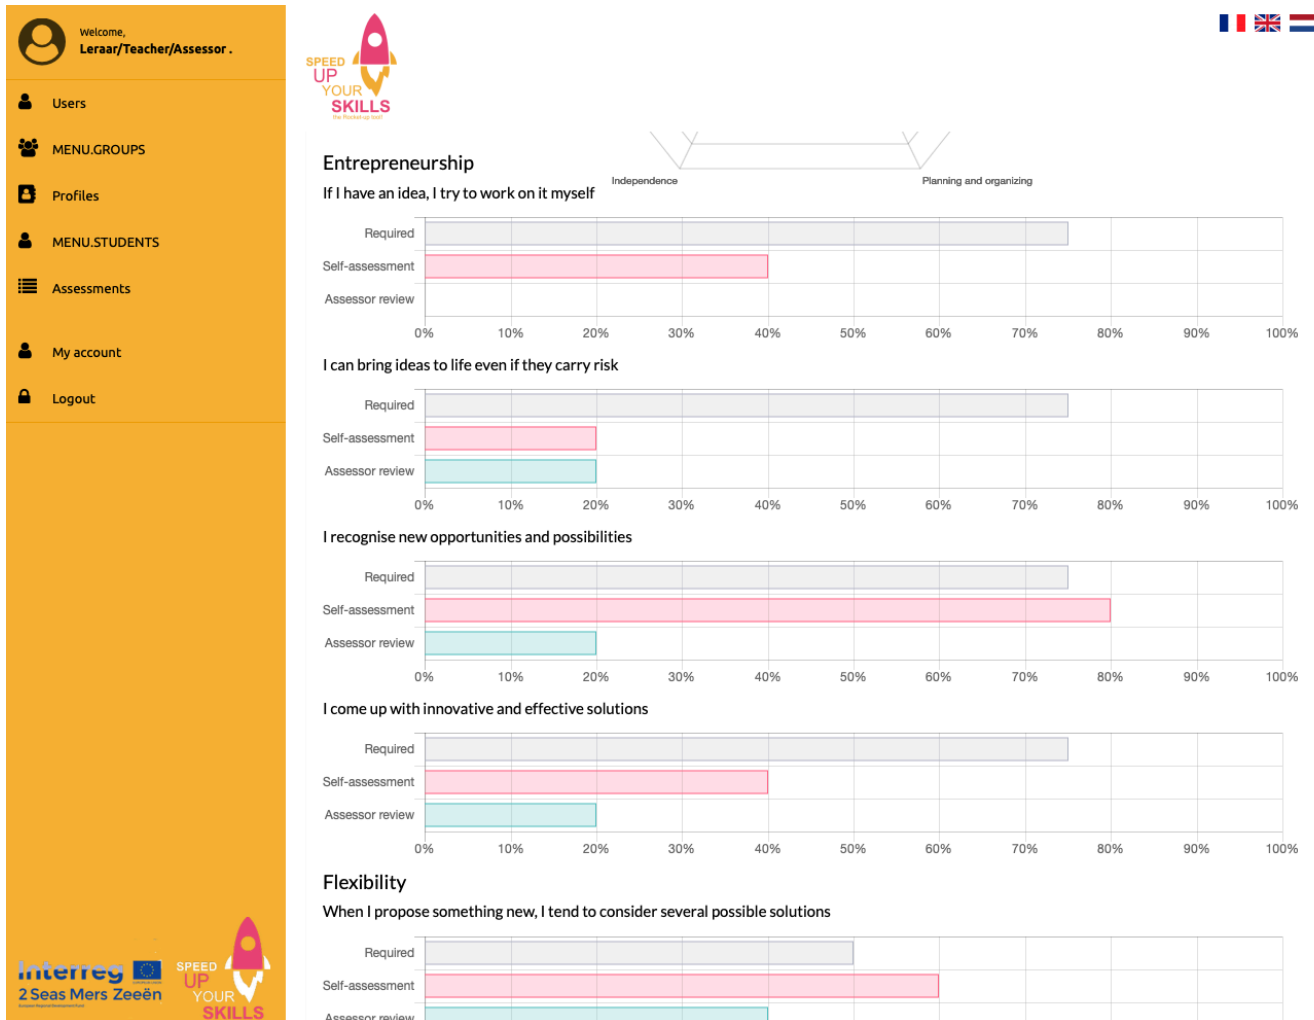 Welcome,
Leraar/Teacher/Assessor .
Users
MENU.GROUPS
Profiles
MENU.STUDENTS
Assessments
My account
Logout
Interreg
2 Seas Mers Zeeën
SPEED
UP
YOUR
SKILLS
SPEED
UP
YOUR
SKILLS
the Rocket-up tool!
Independence
Planning and organizing
Entrepreneurship
If I have an idea, I try to work on it myself
Required
Self-assessment
Assessor review
0% 10% 20% 30% 40% 50% 60% 70% 80% 90% 100%
I can bring ideas to life even if they carry risk
Required
Self-assessment
Assessor review
0% 10% 20% 30% 40% 50% 60% 70% 80% 90% 100%
I recognise new opportunities and possibilities
Required
Self-assessment
Assessor review
0% 10% 20% 30% 40% 50% 60% 70% 80% 90% 100%
I come up with innovative and effective solutions
Required
Self-assessment
Assessor review
0% 10% 20% 30% 40% 50% 60% 70% 80% 90% 100%
Flexibility
When I propose something new, I tend to consider several possible solutions
Required
Self-assessment
Assessor review